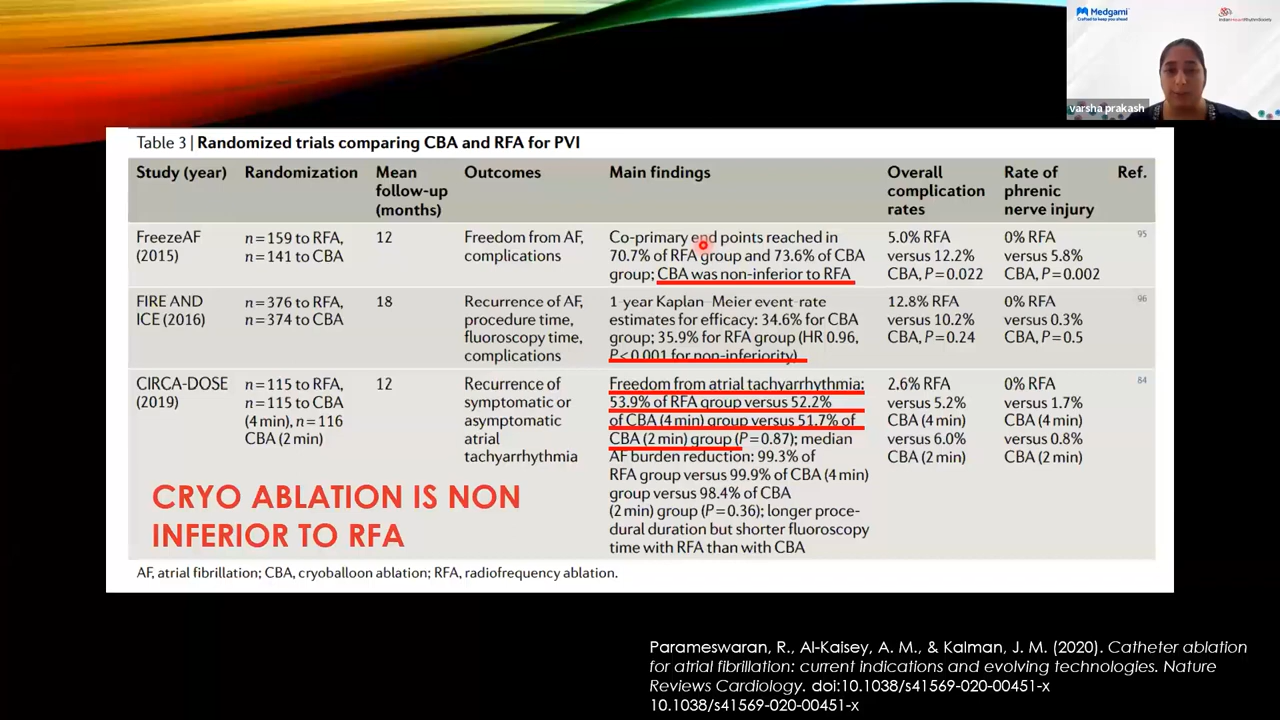 Medgami
Crafted to keep you ahead
varsha prakash
Table 3 | Randomized trials comparing CBA and RFA for PVI
Study (year) Randomization Mean follow-up (months) Outcomes Main findings Overall complication rates Rate of phrenic nerve injury Ref.
FreezeAF (2015)
n = 159 to RFA,
n = 141 to CBA
12
Freedom from AF,
complications
Co-primary end points reached in
70.7% of RFA group and 73.6% of CBA
group; CBA was non-inferior to RFA
5.0% RFA
versus 12.2%
CBA, P = 0.022
0% RFA
versus 5.8%
CBA, P = 0.002
95
FIRE AND
ICE (2016)
n = 376 to RFA,
n = 374 to CBA
18
Recurrence of AF,
procedure time,
fluoroscopy time,
complications
1-year Kaplan–Meier event-rate
estimates for efficacy: 34.6% for CBA
group; 35.9% for RFA group (HR 0.96,
P < 0.001 for non-inferiority)
12.8% RFA
versus 10.2%
CBA, P = 0.24
0% RFA
versus 0.3%
CBA, P = 0.5
96
CIRCA-DOSE
(2019)
n = 115 to RFA,
n = 115 to CBA
(4 min), n = 116
CBA (2 min)
12
Recurrence of
symptomatic or
asymptomatic
atrial
tachyarrhythmia
Freedom from atrial tachyarrhythmia:
53.9% of RFA group versus 52.2%
of CBA (4 min) group versus 51.7% of
CBA (2 min) group (P = 0.87); median
AF burden reduction: 99.3% of
RFA group versus 99.9% of CBA (4 min)
group versus 98.4% of CBA
(2 min) group (P = 0.36); longer proce-
dural duration but shorter fluoroscopy
time with RFA than with CBA
2.6% RFA
versus 5.2%
CBA (4 min)
versus 6.0%
CBA (2 min)
0% RFA
versus 1.7%
CBA (4 min)
versus 0.8%
CBA (2 min)
84
CRYO ABLATION IS NON
INFERIOR TO RFA
AF, atrial fibrillation; CBA, cryoballoon ablation; RFA, radiofrequency ablation.
Parameswaran, R., Al-Kaisey, A. M., & Kalman, J. M. (2020). Catheter ablation
for atrial fibrillation: current indications and evolving technologies. Nature
Reviews Cardiology. doi:10.1038/s41569-020-00451-x
10.1038/s41569-020-00451-x